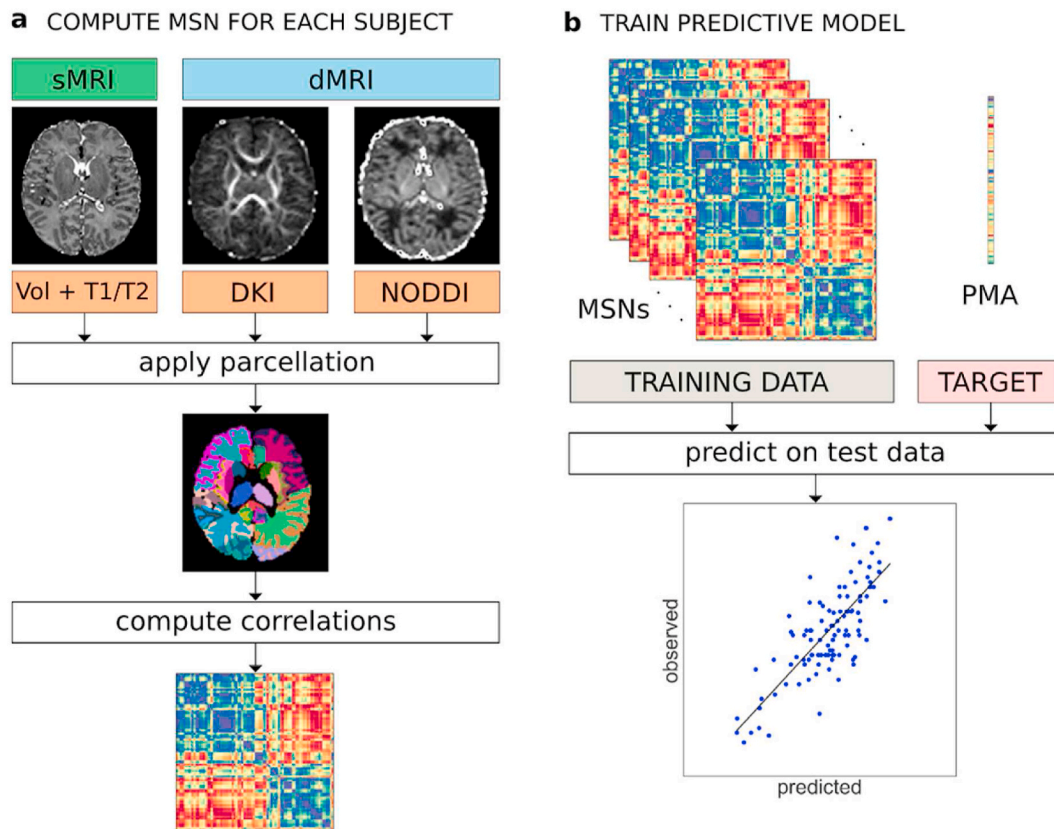 a COMPUTE MSN FOR EACH SUBJECT
sMRI
dMRI
Vol + T1/T2
DKI
NODDI
apply parcellation
compute correlations
b TRAIN PREDICTIVE MODEL
MSNs
PMA
TRAINING DATA
TARGET
predict on test data
observed
predicted